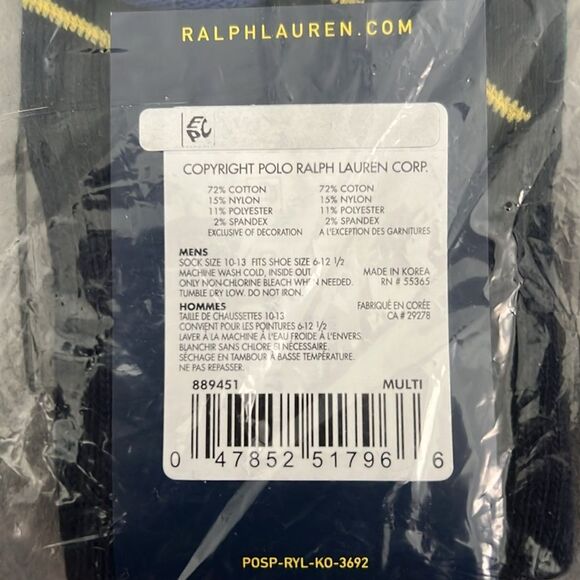 RALPHLAUREN.COM
EPC
COPYRIGHT POLO RALPH LAUREN CORP.
72% COTTON 72% COTON
15% NYLON 15% NYLON
11% POLYESTER 11% POLYESTER
2% SPANDEX 2% SPANDEX
EXCLUSIVE OF DECORATION A L'EXCEPTION DES GARNITURES
MENS
SOCK SIZE 10-13 FITS SHOE SIZE 6-12 1/2
MACHINE WASH COLD, INSIDE OUT MADE IN KOREA
ONLY NON-CHLORINE BLEACH WHEN NEEDED. RN # 55365
TUMBLE DRY LOW. DO NOT IRON.
HOMMES FABRIQUÉ EN CORÉE
TAILLE DE CHAUSSETTES 10-13 CA # 29278
CONVIENT POUR LES POINTURES 6-12 1/2
LAVER À LA MACHINE À L'EAU FROIDE À L'ENVERS.
BLANCHIR SANS CHLORE SI NÉCESSAIRE.
SÉCHAGE EN TAMBOUR À BASSE TEMPÉRATURE.
NE PAS REPASSER.
889451 MULTI
0 47852 51796 6
POSP-RYL-KO-3692